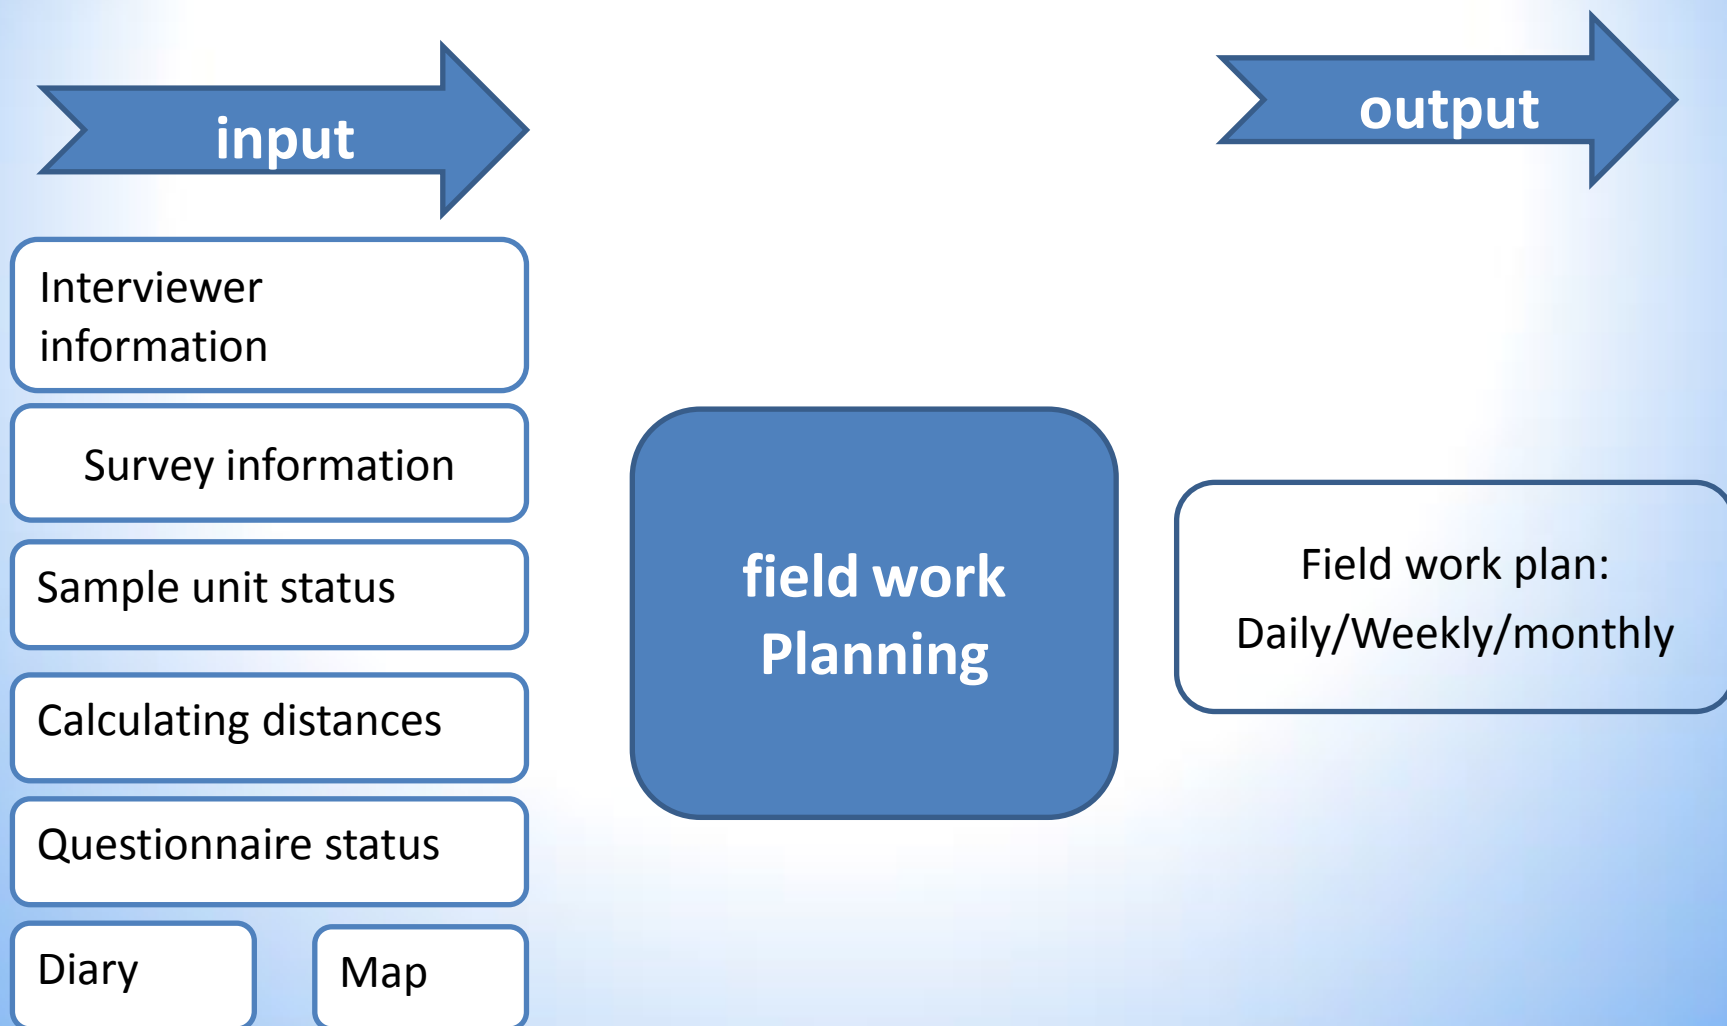 input
output
Interviewer
information
Survey information
Sample unit status
Calculating distances
Questionnaire status
Diary
Map
field work
Planning
Field work plan:
Daily/Weekly/monthly